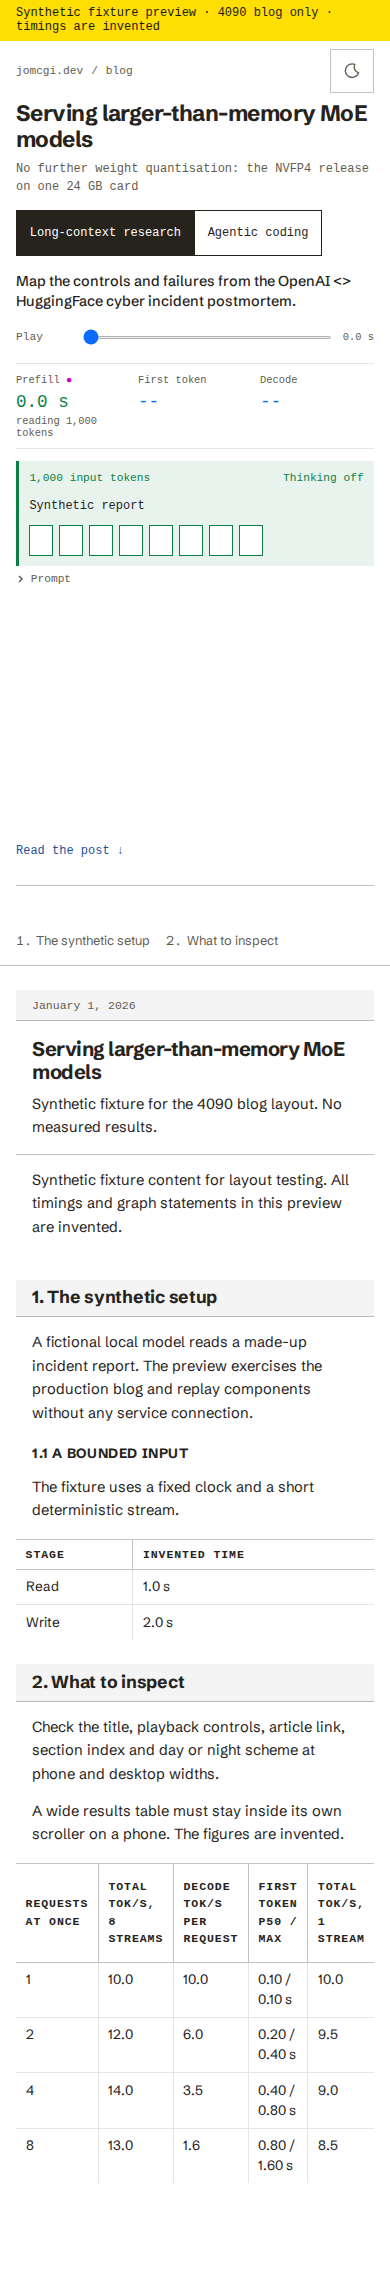 Synthetic fixture preview · 4090 blog only ·
timings are invented
jomcgi.dev / blog
Serving larger-than-memory MoE
models
No further weight quantisation: the NVFP4 release
on one 24 GB card
Long-context research
Agentic coding
Map the controls and failures from the OpenAI <>
HuggingFace cyber incident postmortem.
Play
0.0 s
Prefill
First token
Decode
0.0 s
--
--
reading 1,000
tokens
1,000 input tokens
Thinking off
Synthetic report
Prompt
Read the post ↓
1. The synthetic setup
2. What to inspect
January 1, 2026
Serving larger-than-memory MoE
models
Synthetic fixture for the 4090 blog layout. No
measured results.
Synthetic fixture content for layout testing. All
timings and graph statements in this preview
are invented.
1. The synthetic setup
A fictional local model reads a made-up
incident report. The preview exercises the
production blog and replay components
without any service connection.
1.1 A BOUNDED INPUT
The fixture uses a fixed clock and a short
deterministic stream.
STAGE INVENTED TIME
Read 1.0 s
Write 2.0 s
2. What to inspect
Check the title, playback controls, article link,
section index and day or night scheme at
phone and desktop widths.
A wide results table must stay inside its own
scroller on a phone. The figures are invented.
REQUESTS AT ONCE
TOTAL TOK/S, 8 STREAMS
DECODE TOK/S PER REQUEST
FIRST TOKEN P50 / MAX
TOTAL TOK/S, 1 STREAM
1 10.0 10.0 0.10 / 0.10 s 10.0
2 12.0 6.0 0.20 / 0.40 s 9.5
4 14.0 3.5 0.40 / 0.80 s 9.0
8 13.0 1.6 0.80 / 1.60 s 8.5